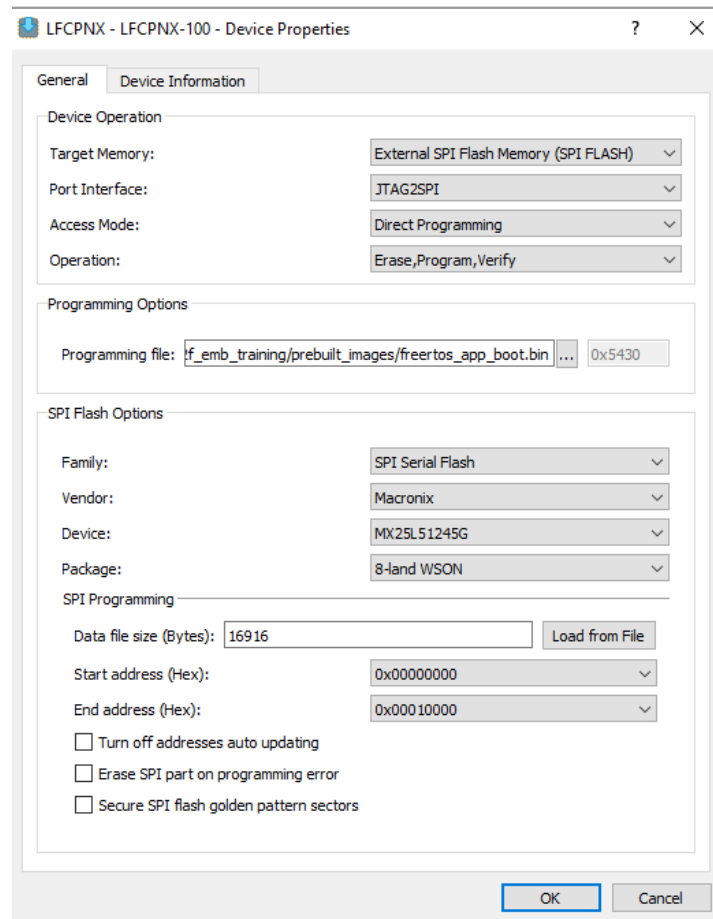 LFCPNX - LFCPNX-100 - Device Properties ? ×
General Device Information
Device Operation
Target Memory: External SPI Flash Memory (SPI FLASH)
Port Interface: JTAG2SPI
Access Mode: Direct Programming
Operation: Erase,Program,Verify
Programming Options
Programming file: !f_emb_training/prebuilt_images/freertos_app_boot.bin ... 0x5430
SPI Flash Options
Family: SPI Serial Flash
Vendor: Macronix
Device: MX25L51245G
Package: 8-land WSON
SPI Programming
Data file size (Bytes): 16916 Load from File
Start address (Hex): 0x00000000
End address (Hex): 0x00010000
Turn off addresses auto updating
Erase SPI part on programming error
Secure SPI flash golden pattern sectors
OK Cancel